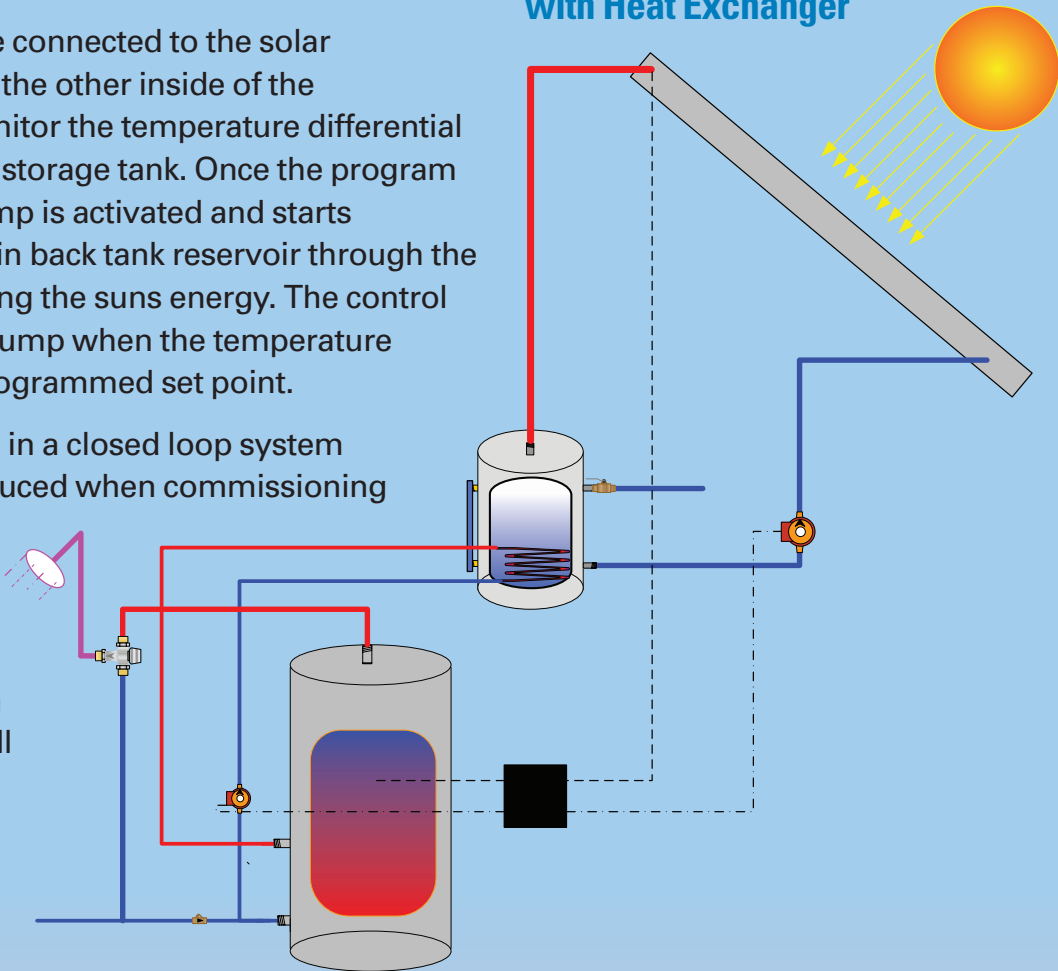 With Heat Exchanger
e connected to the solar
the other inside of the
nitor the temperature differential
storage tank. Once the program
mp is activated and starts
in back tank reservoir through the
ng the suns energy. The control
ump when the temperature
ogrammed set point.
in a closed loop system
uced when commissioning
ll